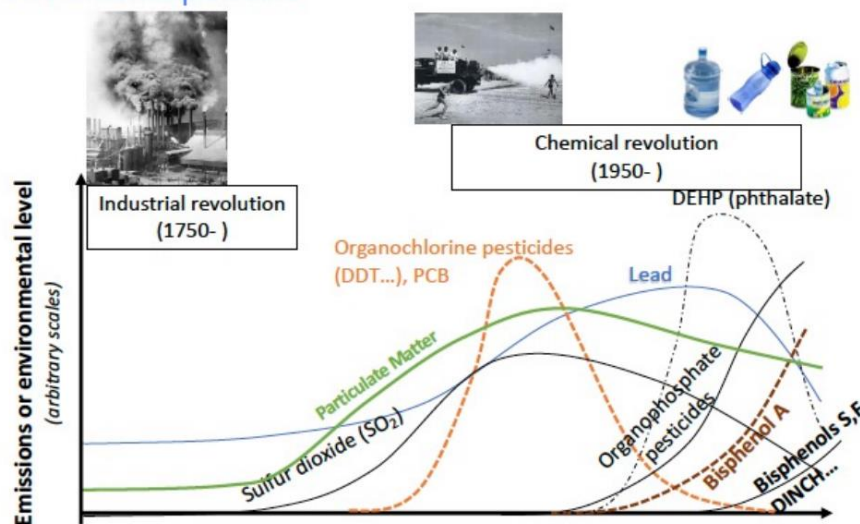 Industrial revolution
(1750- )
Chemical revolution
(1950- )
DEHP (phthalate)
Organochlorine pesticides
(DDT…), PCB
Lead
Particulate Matter
Sulfur dioxide (SO₂)
Organophosphate
pesticides
Bisphenol A
Bisphenols S,F
DINCH…
Emissions or environmental level
(arbitrary scales)